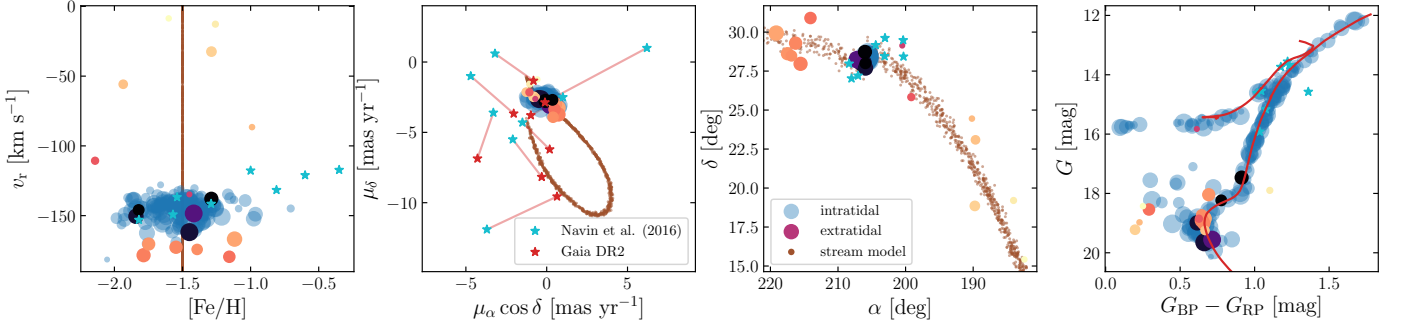 0
−50
−100
−150
v_r [km s⁻¹]
−2.0 −1.5 −1.0 −0.5
[Fe/H]
0
−5
−10
μ_δ [mas yr⁻¹]
−5 0 5
μ_α cos δ [mas yr⁻¹]
Navin et al. (2016)
Gaia DR2
30.0
27.5
25.0
22.5
20.0
17.5
15.0
δ [deg]
220 210 200 190
α [deg]
intratidal
extratidal
stream model
12
14
16
18
20
G [mag]
0.0 0.5 1.0 1.5
G_BP − G_RP [mag]